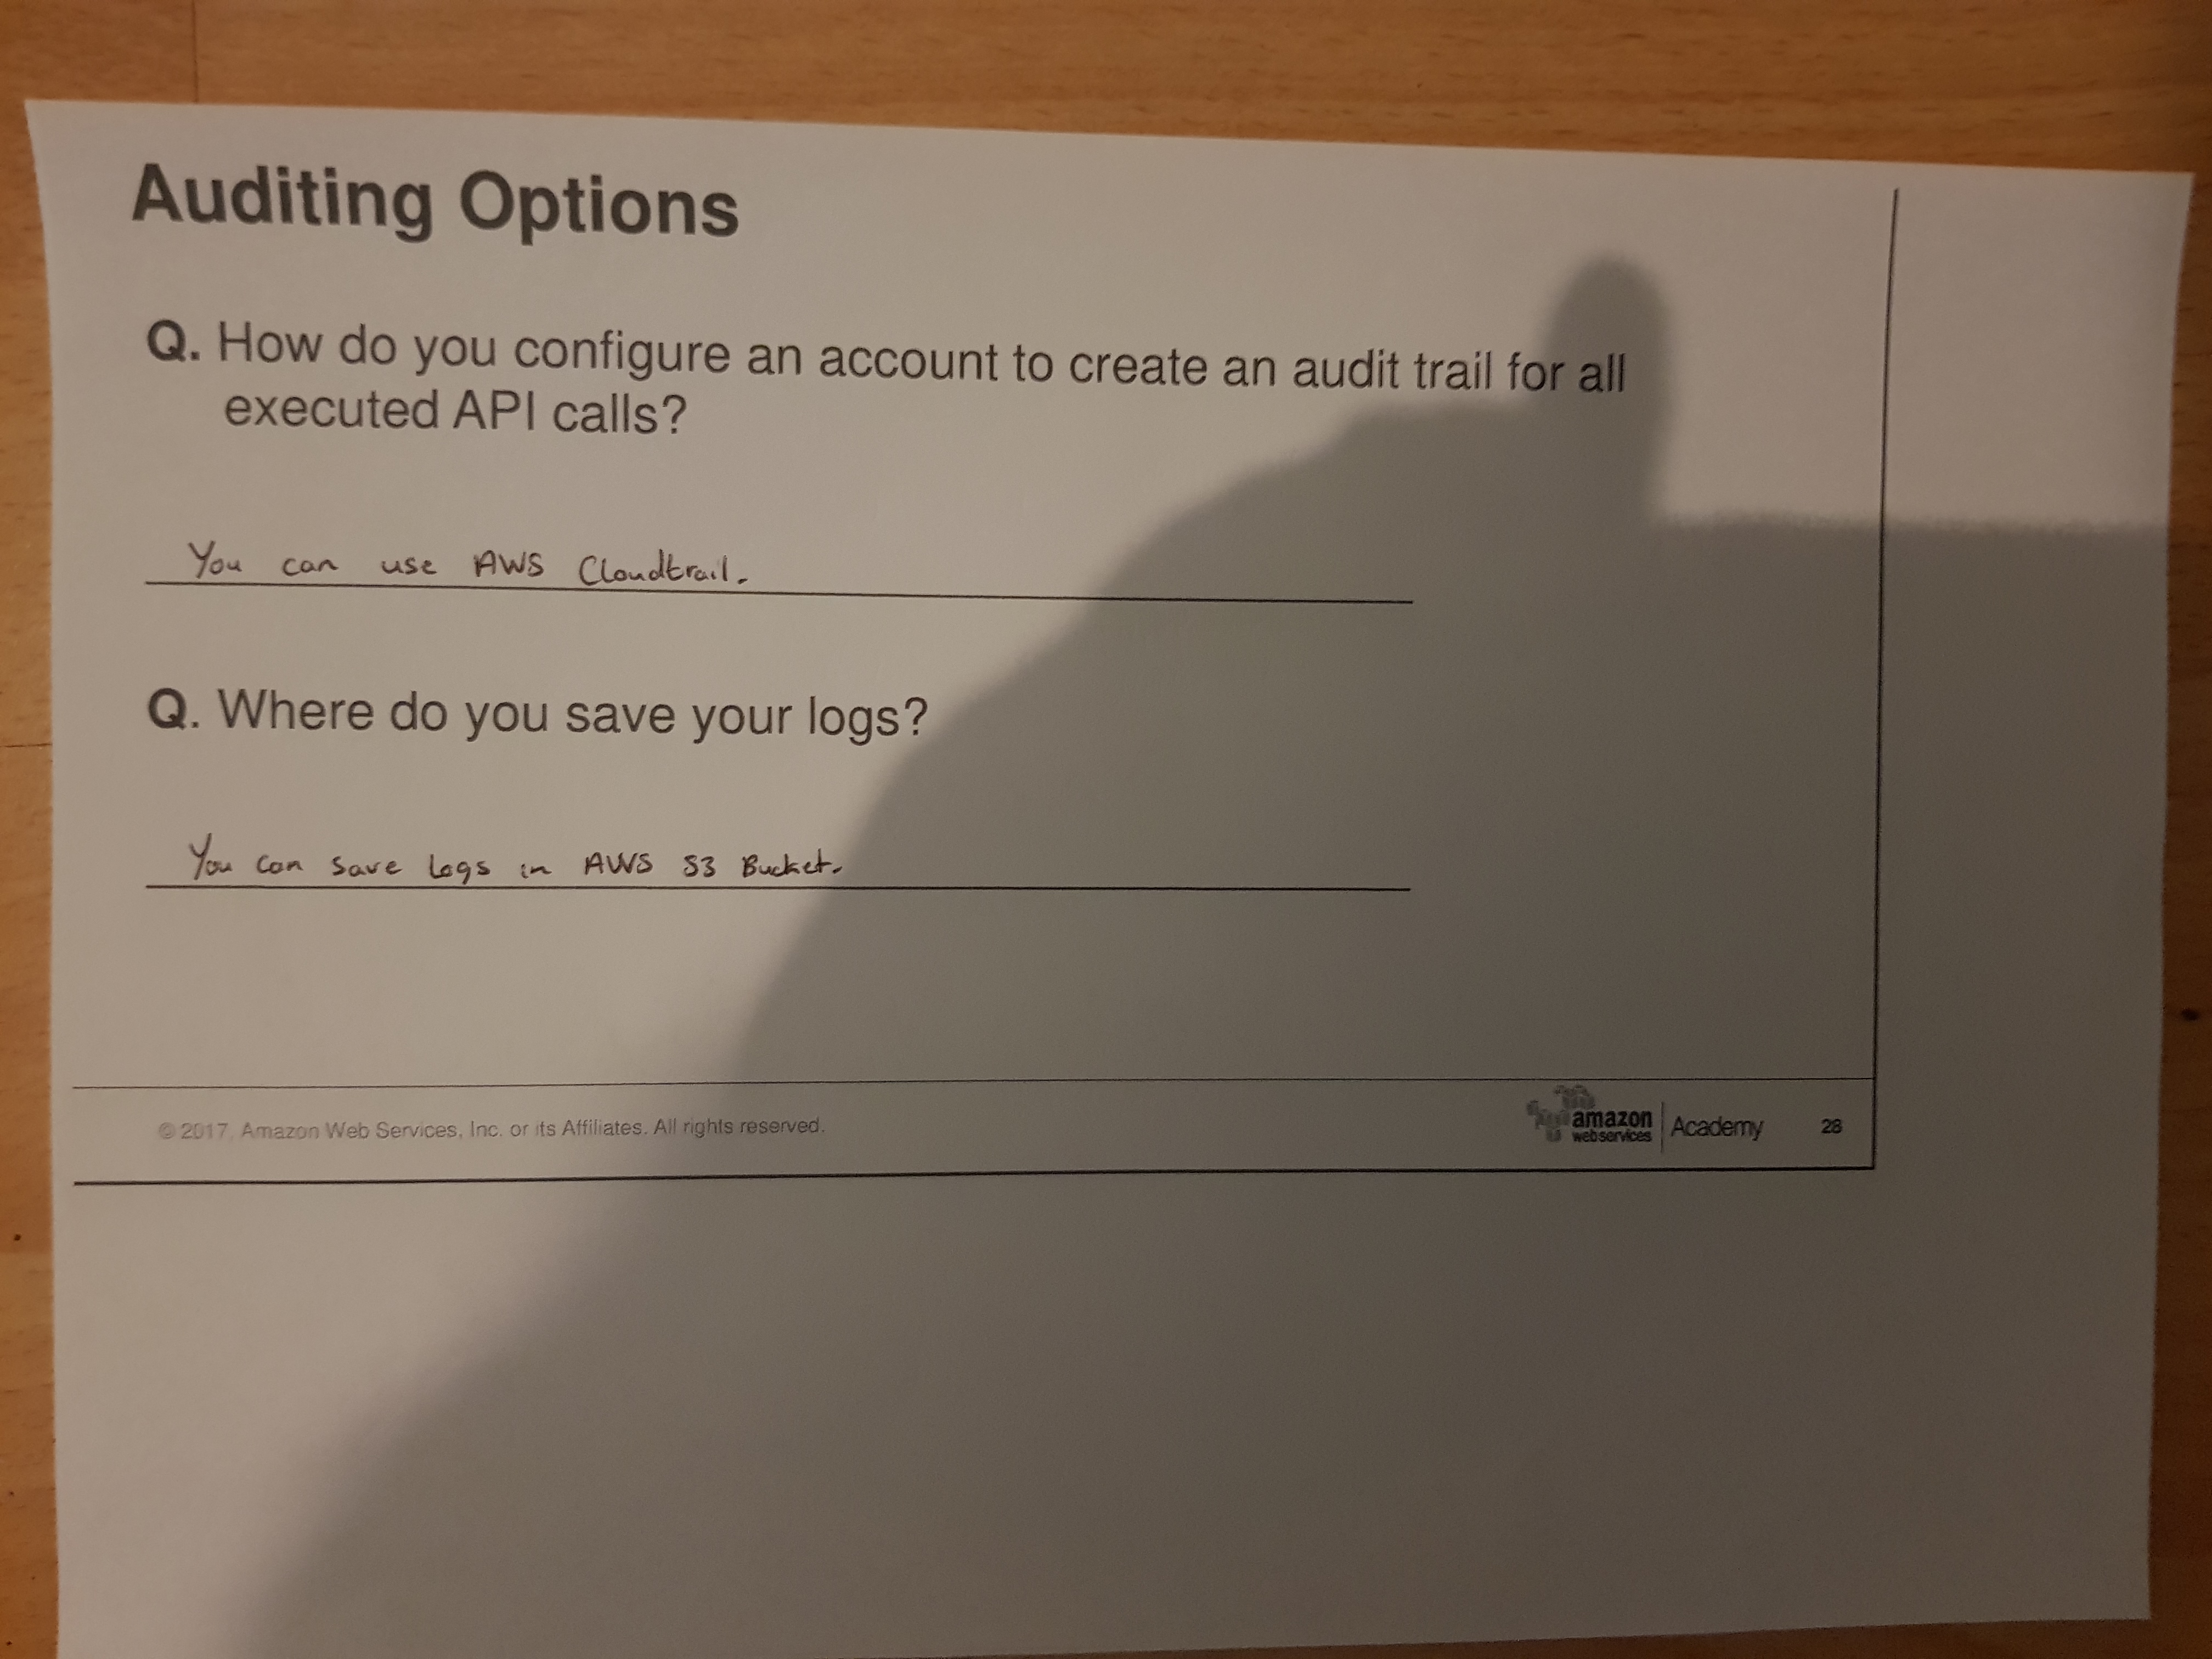 Auditing Options
Q. How do you configure an account to create an audit trail for all
executed API calls?
You can use AWS Cloudtrail.
Q. Where do you save your logs?
You can save logs in AWS S3 Bucket.
© 2017, Amazon Web Services, Inc. or its Affiliates. All rights reserved.
amazon
webservices
Academy
28